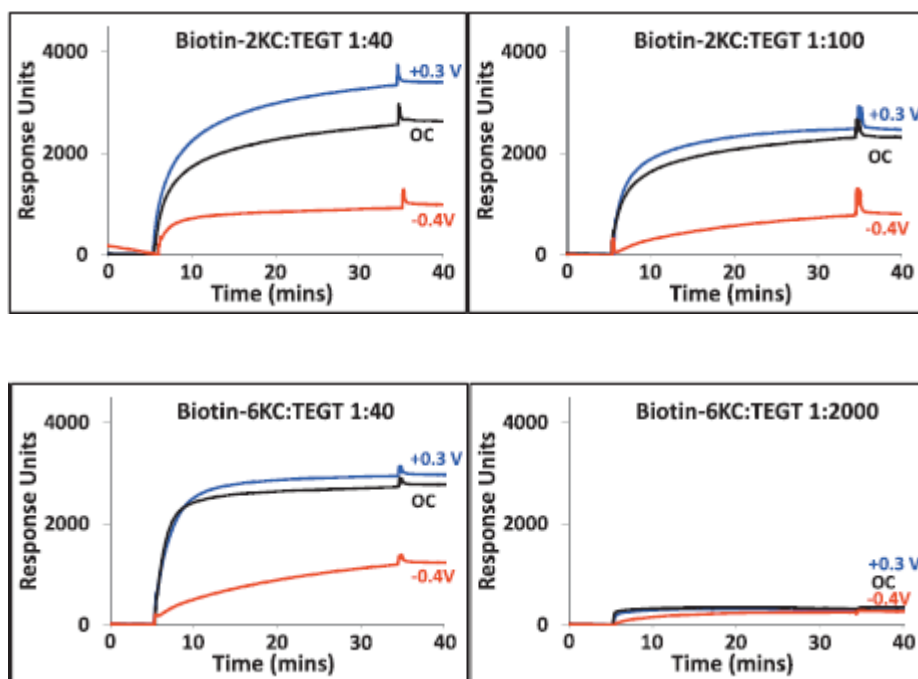 Biotin-2KC:TEGT 1:40
Response Units
4000
2000
0
+0.3 V
OC
-0.4V
0 10 20 30 40
Time (mins)
Biotin-2KC:TEGT 1:100
Response Units
4000
2000
0
+0.3 V
OC
-0.4V
0 10 20 30 40
Time (mins)
Biotin-6KC:TEGT 1:40
Response Units
4000
2000
0
+0.3 V
OC
-0.4V
0 10 20 30 40
Time (mins)
Biotin-6KC:TEGT 1:2000
Response Units
4000
2000
0
+0.3 V
OC
-0.4V
0 10 20 30 40
Time (mins)